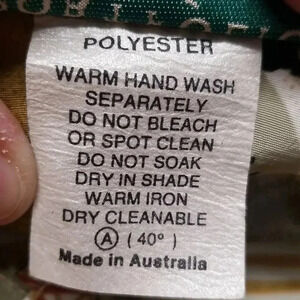 POLYESTER
WARM HAND WASH
SEPARATELY
DO NOT BLEACH
OR SPOT CLEAN
DO NOT SOAK
DRY IN SHADE
WARM IRON
DRY CLEANABLE
Ⓐ (40°)
Made in Australia